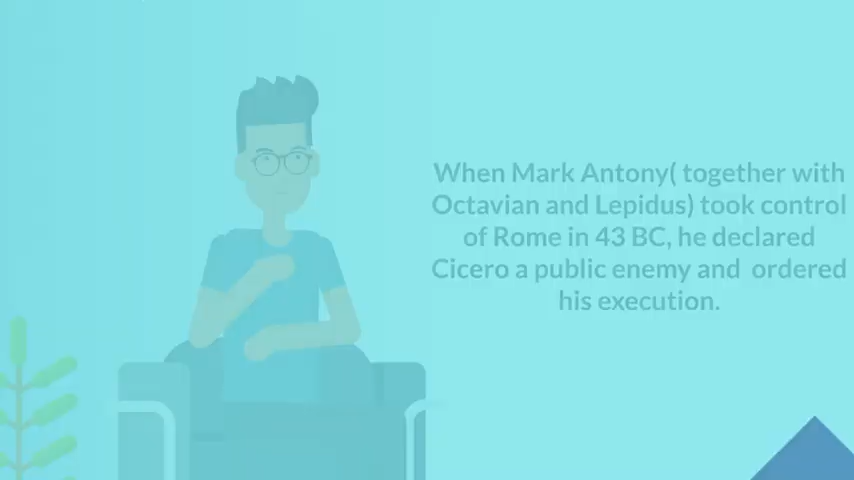 When Mark Antony( together with
Octavian and Lepidus) took control
of Rome in 43 BC, he declared
Cicero a public enemy and  ordered
his execution.